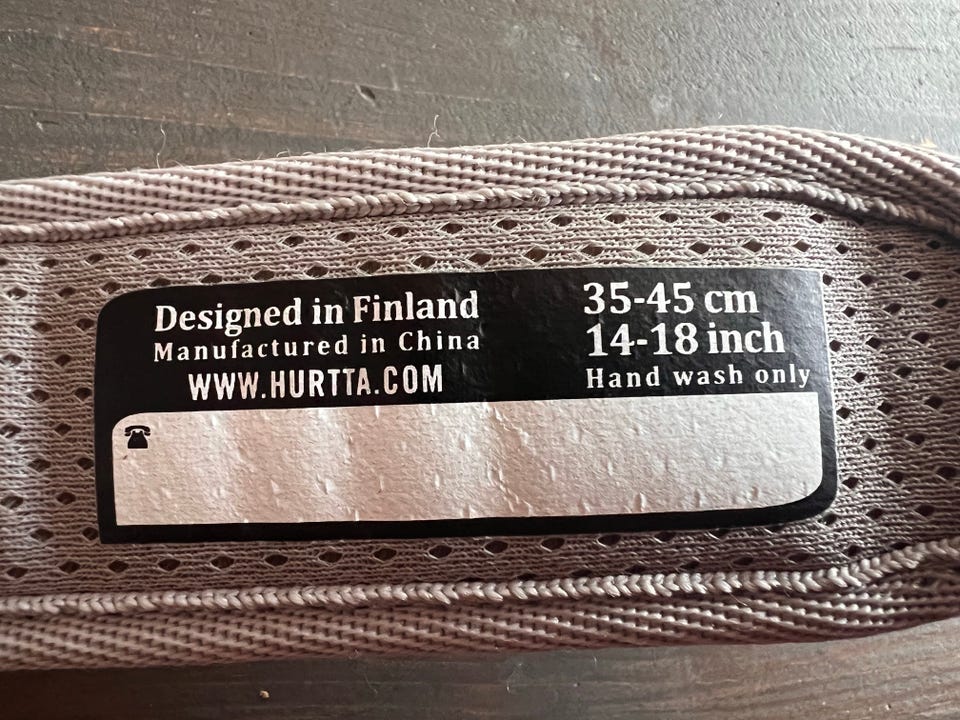 Designed in Finland
Manufactured in China
WWW.HURTTA.COM
35-45 cm
14-18 inch
Hand wash only